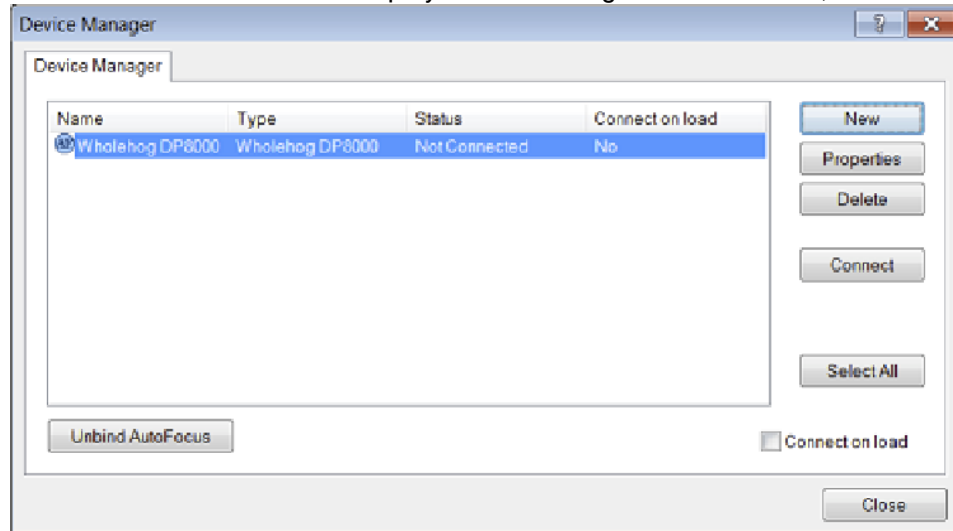 Device Manager
Device Manager
Name Type Status Connect on load
Wholehog DP8000 Wholehog DP8000 Not Connected No
New
Properties
Delete
Connect
Select All
Unbind AutoFocus
Connect on load
Close